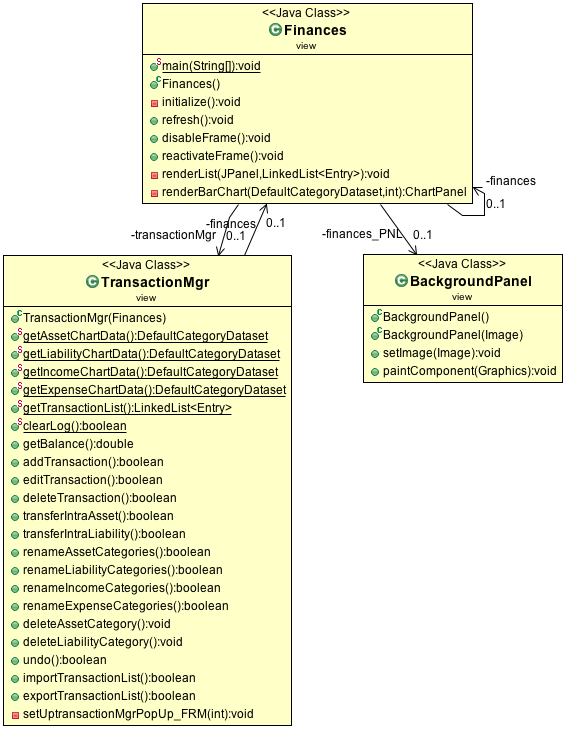 <<Java Class>>
Finances
view
main(String[]):void
Finances()
initialize():void
refresh():void
disableFrame():void
reactivateFrame():void
renderList(JPanel,LinkedList<Entry>):void
renderBarChart(DefaultCategoryDataset,int):ChartPanel
-finances
0..1
-finances
0..1
-transactionMgr
0..1
-finances_PNL
0..1
<<Java Class>>
TransactionMgr
view
TransactionMgr(Finances)
getAssetChartData():DefaultCategoryDataset
getLiabilityChartData():DefaultCategoryDataset
getIncomeChartData():DefaultCategoryDataset
getExpenseChartData():DefaultCategoryDataset
getTransactionList():LinkedList<Entry>
clearLog():boolean
getBalance():double
addTransaction():boolean
editTransaction():boolean
deleteTransaction():boolean
transferIntraAsset():boolean
transferIntraLiability():boolean
renameAssetCategories():boolean
renameLiabilityCategories():boolean
renameIncomeCategories():boolean
renameExpenseCategories():boolean
deleteAssetCategory():void
deleteLiabilityCategory():void
undo():boolean
importTransactionList():boolean
exportTransactionList():boolean
setUptransactionMgrPopUp_FRM(int):void
<<Java Class>>
BackgroundPanel
view
BackgroundPanel()
BackgroundPanel(Image)
setImage(Image):void
paintComponent(Graphics):void